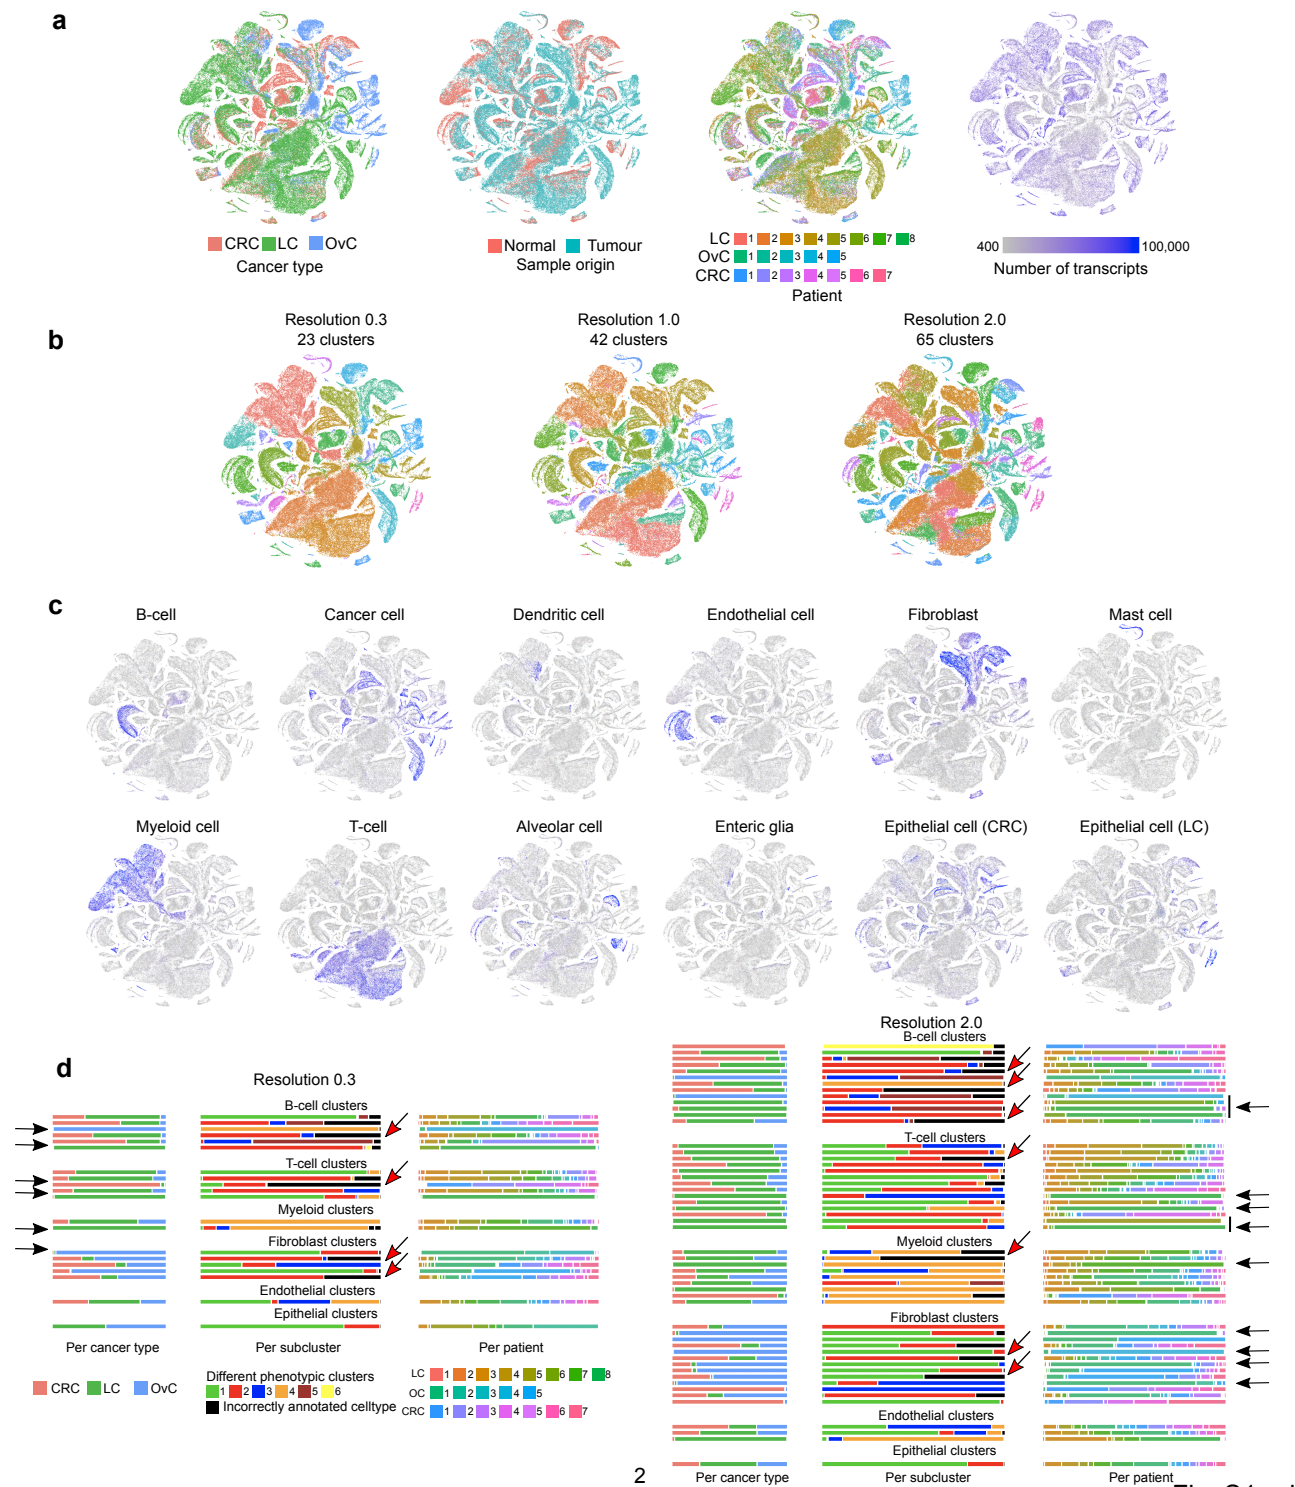 a
CRC LC OvC
Cancer type
Normal Tumour
Sample origin
LC 1 2 3 4 5 6 7 8
OvC 1 2 3 4 5
CRC 1 2 3 4 5 6 7
Patient
400 100,000
Number of transcripts
b
Resolution 0.3
23 clusters
Resolution 1.0
42 clusters
Resolution 2.0
65 clusters
c
B-cell
Cancer cell
Dendritic cell
Endothelial cell
Fibroblast
Mast cell
Myeloid cell
T-cell
Alveolar cell
Enteric glia
Epithelial cell (CRC)
Epithelial cell (LC)
d
Resolution 0.3
B-cell clusters
T-cell clusters
Myeloid clusters
Fibroblast clusters
Endothelial clusters
Epithelial clusters
Per cancer type
Per subcluster
Per patient
CRC LC OvC
Different phenotypic clusters
1 2 3 4 5 6
Incorrectly annotated celltype
LC 1 2 3 4 5 6 7 8
OC 1 2 3 4 5
CRC 1 2 3 4 5 6 7
Resolution 2.0
B-cell clusters
T-cell clusters
Myeloid clusters
Fibroblast clusters
Endothelial clusters
Epithelial clusters
Per cancer type
Per subcluster
Per patient
2